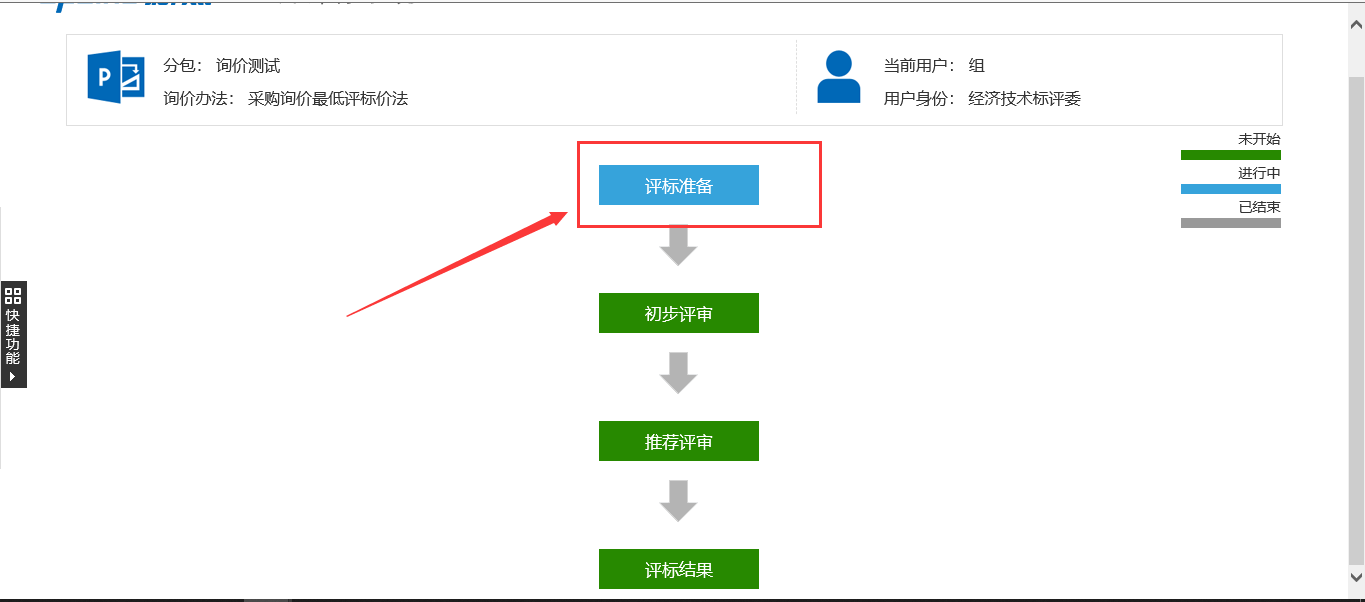 分包： 询价测试
询价办法： 采购询价最低评标价法
当前用户： 组
用户身份： 经济技术标评委
未开始
进行中
已结束
评标准备
初步评审
推荐评审
评标结果
快捷功能
P